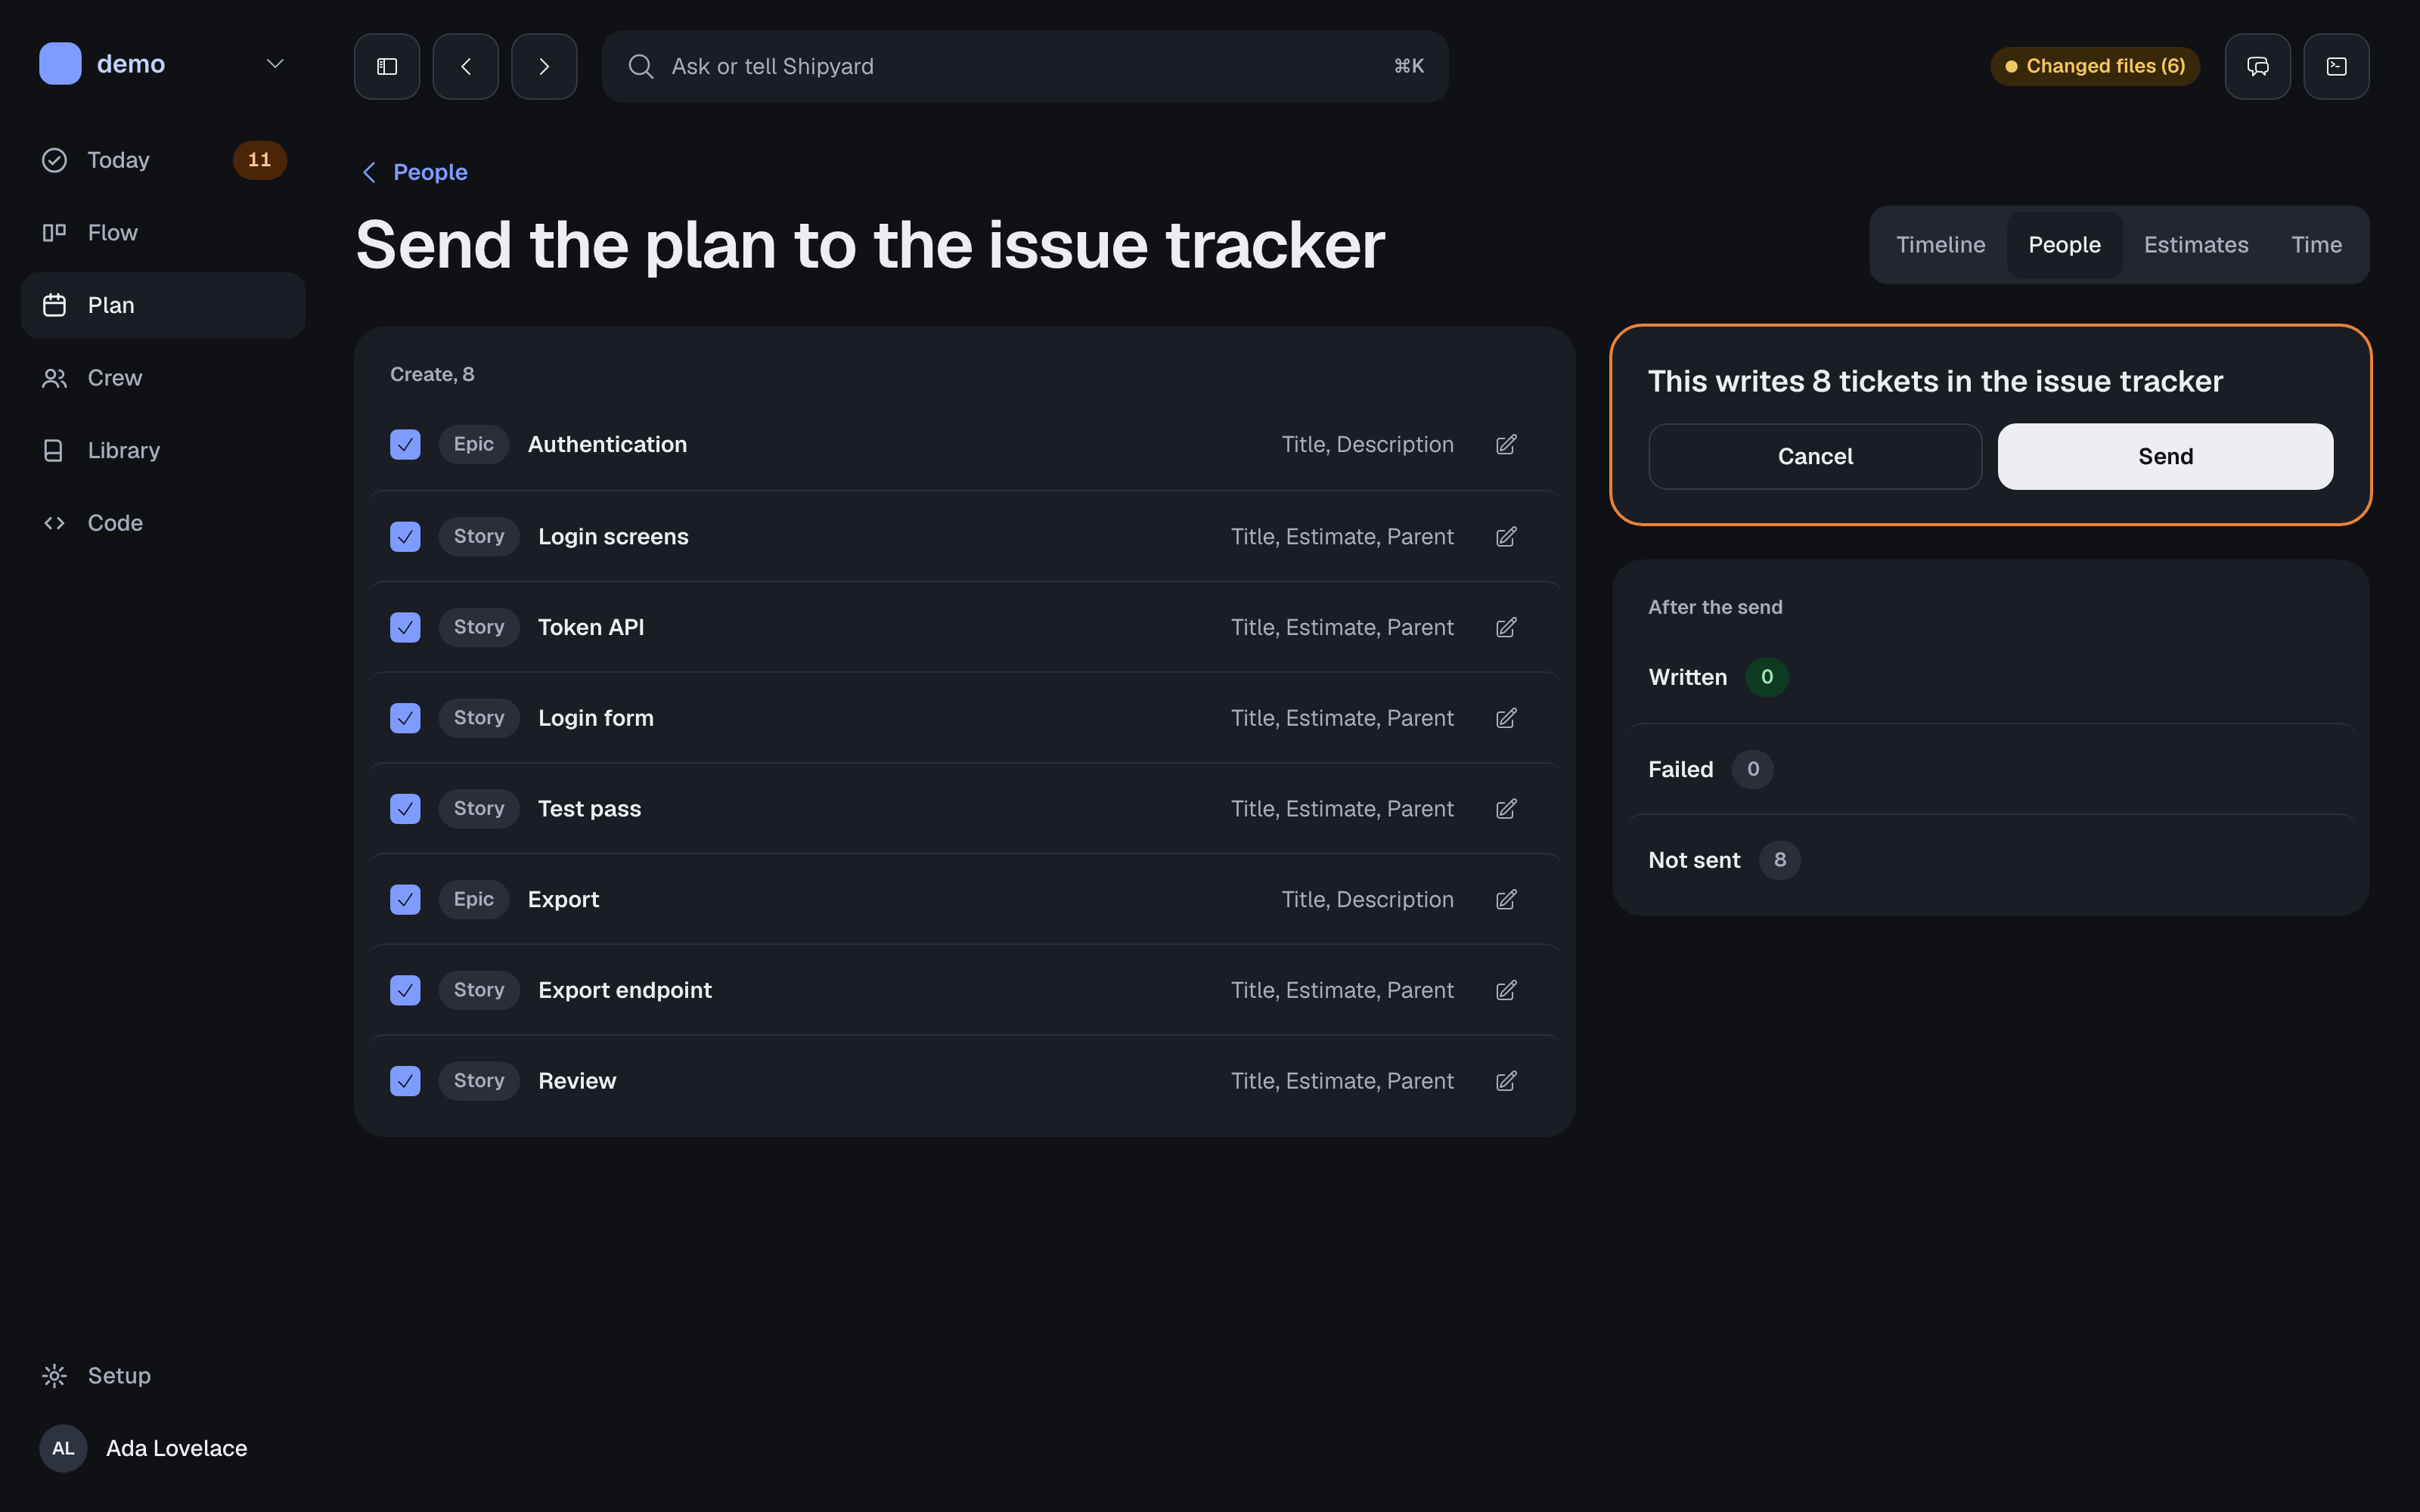 demo
Ask or tell Shipyard ⌘K
Changed files (6)
Today 11
Flow
Plan
Crew
Library
Code
Setup
AL Ada Lovelace
People
Send the plan to the issue tracker
Timeline People Estimates Time
Create, 8
Epic Authentication Title, Description
Story Login screens Title, Estimate, Parent
Story Token API Title, Estimate, Parent
Story Login form Title, Estimate, Parent
Story Test pass Title, Estimate, Parent
Epic Export Title, Description
Story Export endpoint Title, Estimate, Parent
Story Review Title, Estimate, Parent
This writes 8 tickets in the issue tracker
Cancel Send
After the send
Written 0
Failed 0
Not sent 8